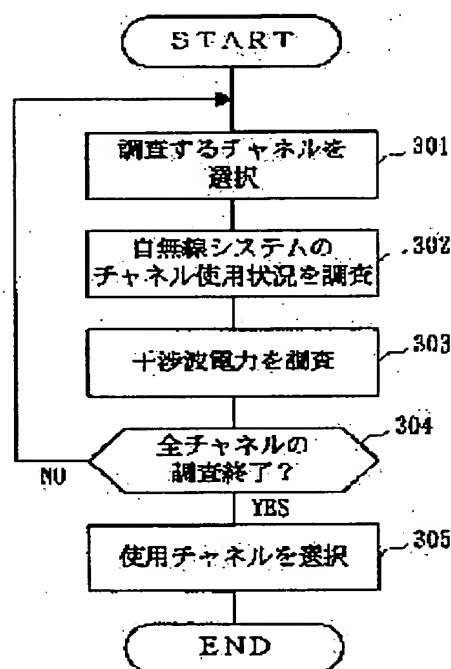 START
調査するチャネルを
選択
301
自無線システムの
チャネル使用状況を調査
302
干渉波電力を調査
303
全チャネルの
調査終了?
304
NO
YES
使用チャネルを選択
305
END